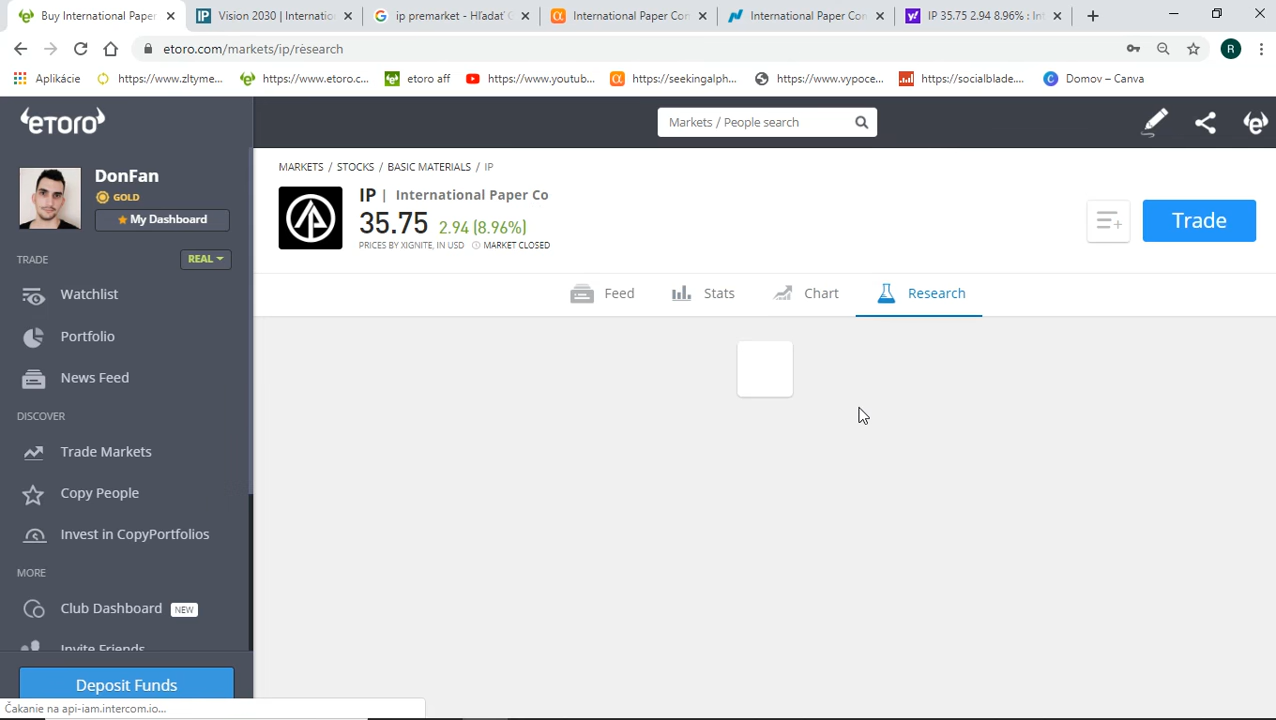 Buy International Paper
Vision 2030 | Internatio
ip premarket - Hľadať
International Paper Com
International Paper Com
IP 35.75 2.94 8.96% : Int
etoro.com/markets/ip/research
R
Aplikácie
https://www.zltyme...
https://www.etoro.c...
etoro aff
https://www.youtub...
https://seekingalph...
https://www.vypoce...
https://socialblade....
Domov – Canva
eToro
Markets / People search
DonFan
GOLD
My Dashboard
TRADE
REAL
Watchlist
Portfolio
News Feed
DISCOVER
Trade Markets
Copy People
Invest in CopyPortfolios
MORE
Club Dashboard NEW
Invite Friends
Deposit Funds
MARKETS / STOCKS / BASIC MATERIALS / IP
IP | International Paper Co
35.75 2.94 (8.96%)
PRICES BY XIGNITE, IN USD MARKET CLOSED
Trade
Feed
Stats
Chart
Research
Čakanie na api-iam.intercom.io...